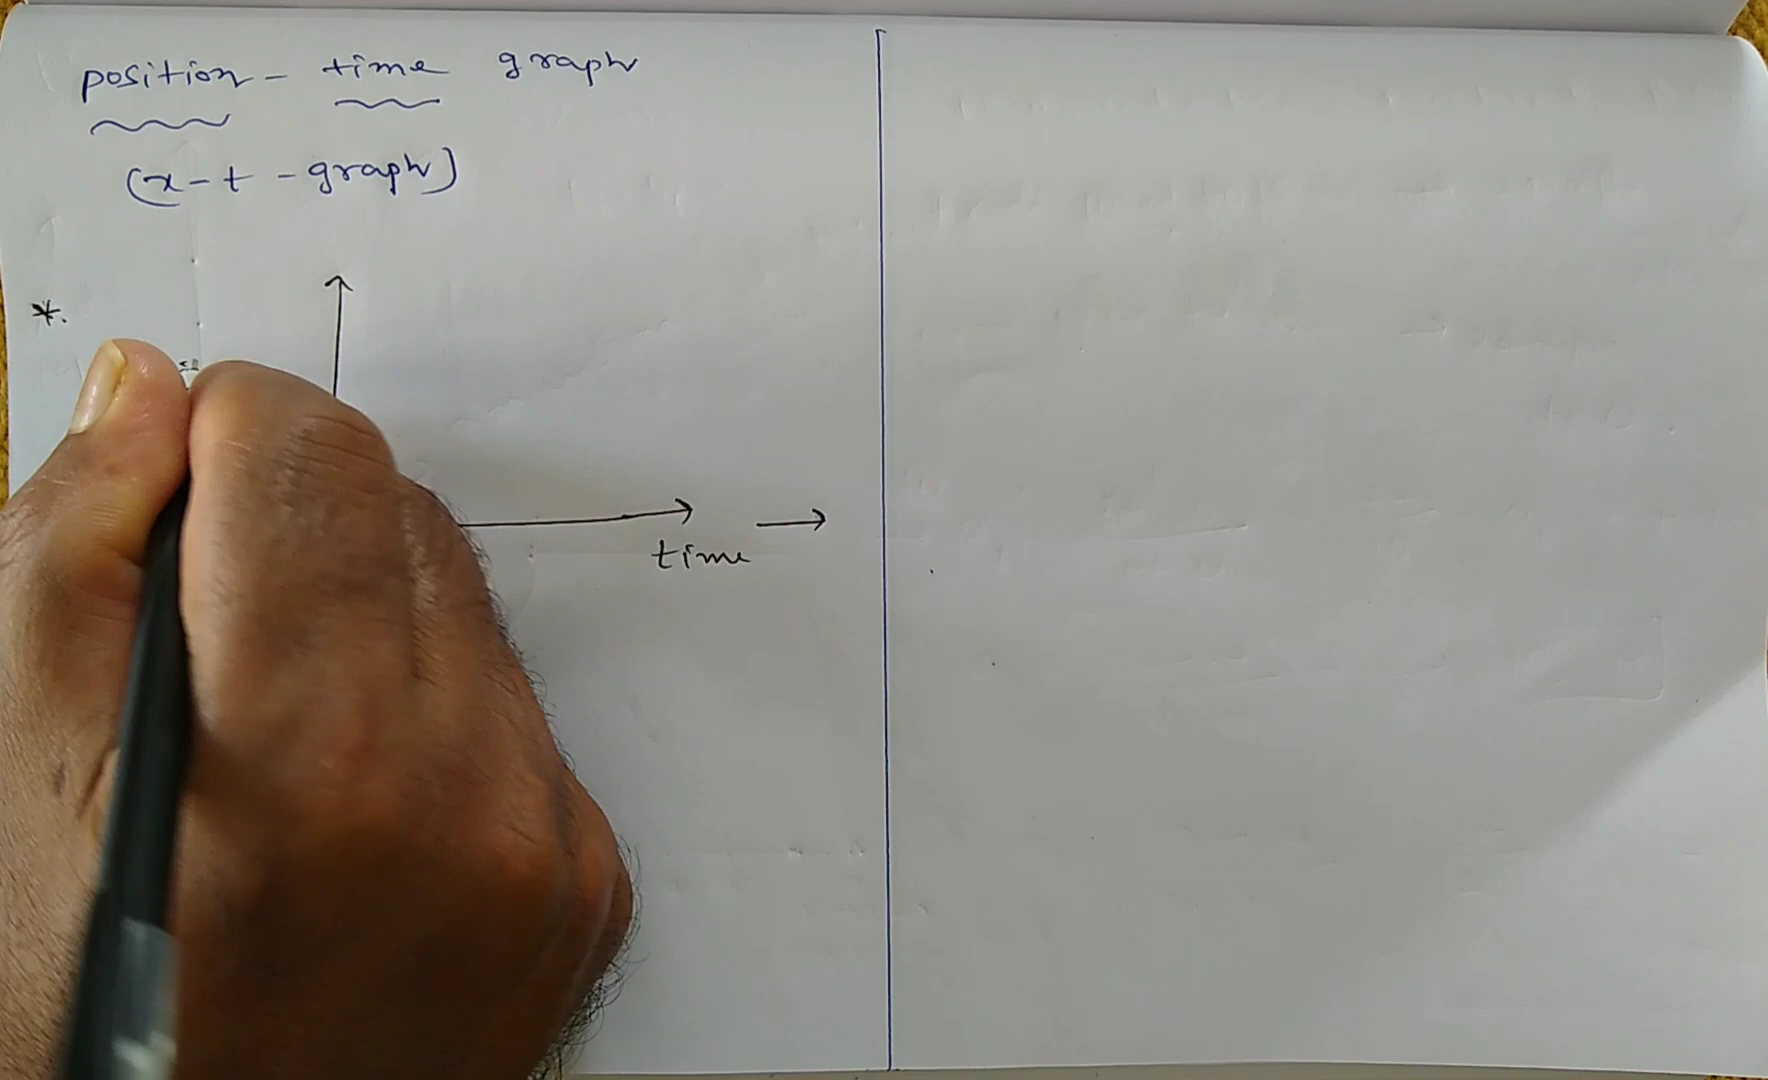 position - time graph
(x-t-graph)
*.
time